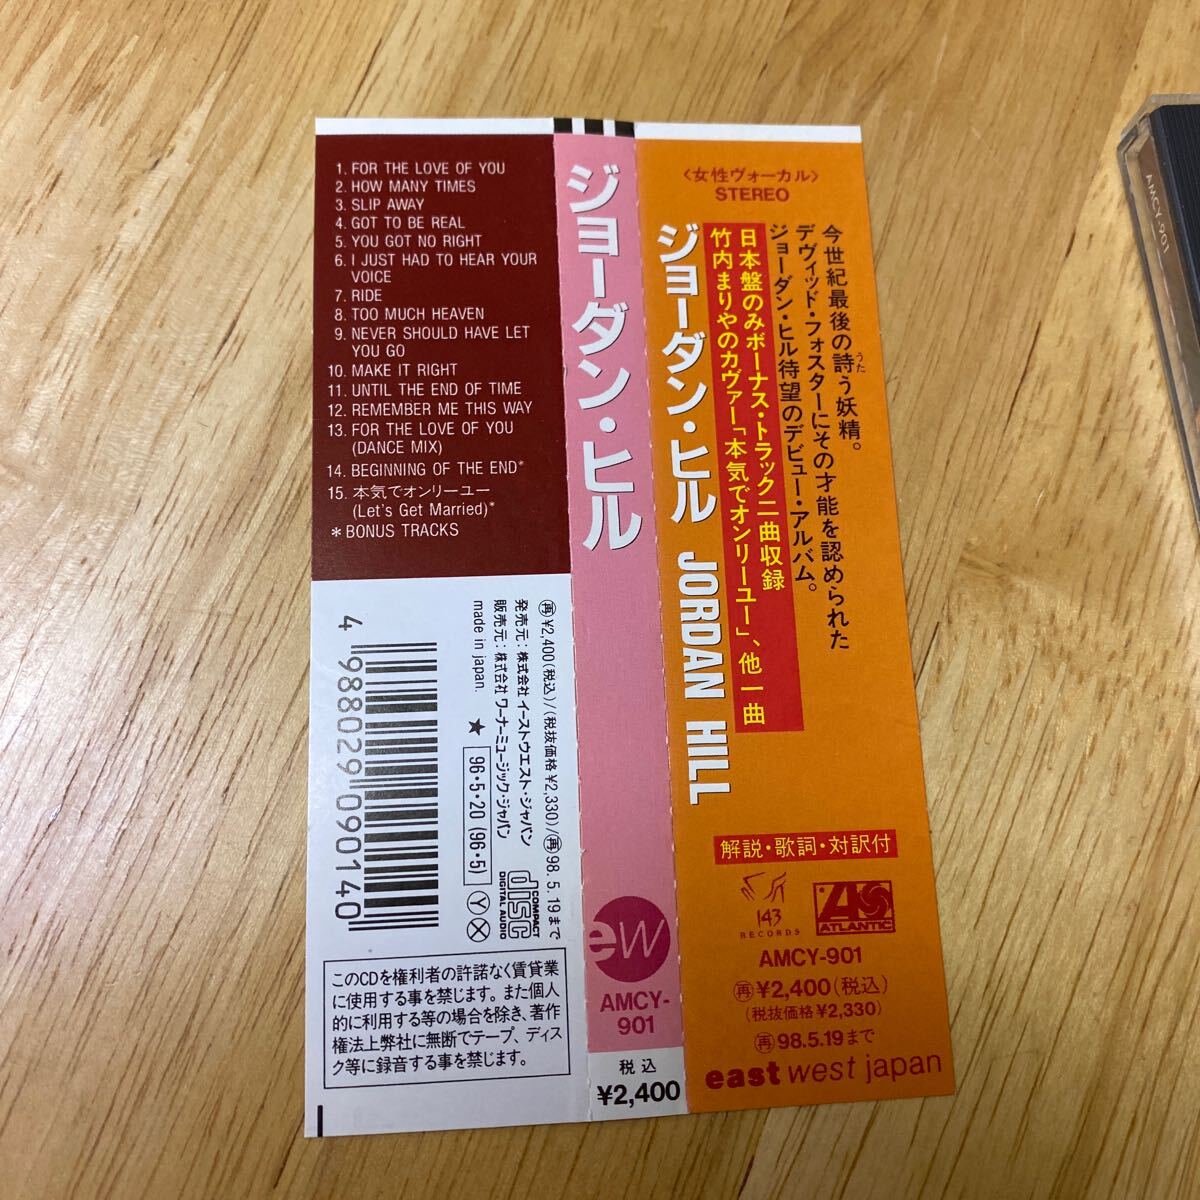 1. FOR THE LOVE OF YOU
2. HOW MANY TIMES
3. SLIP AWAY
4. GOT TO BE REAL
5. YOU GOT NO RIGHT
6. I JUST HAD TO HEAR YOUR
VOICE
7. RIDE
8. TOO MUCH HEAVEN
9. NEVER SHOULD HAVE LET
YOU GO
10. MAKE IT RIGHT
11. UNTIL THE END OF TIME
12. REMEMBER ME THIS WAY
13. FOR THE LOVE OF YOU
(DANCE MIX)
14. BEGINNING OF THE END*
15. 本気でオンリーユー
(Let's Get Married)*
* BONUS TRACKS
4 988029 090140
再¥2,400(税込)/(税抜価格¥2,330)/再98.5.19まで
発売元:株式会社イーストウエスト・ジャパン
販売元:株式会社ワーナーミュージック・ジャパン
made in japan.
★
96・5・20 (96・5)
Y X
COMPACT
disc
DIGITAL AUDIO
このCDを権利者の許諾なく賃貸業
に使用する事を禁じます。また個人
的に利用する等の場合を除き、著作
権法上弊社に無断でテープ、ディス
ク等に録音する事を禁じます。
ジョーダン・ヒル
ew
AMCY-
901
税込
¥2,400
〈女性ヴォーカル〉
STEREO
今世紀最後の詩う妖精。
うた
デヴィッド・フォスターにその才能を認められた
ジョーダン・ヒル待望のデビュー・アルバム。
日本盤のみボーナス・トラック二曲収録
竹内まりやのカヴァー「本気でオンリーユー」、他一曲
ジョーダン・ヒル JORDAN HILL
解説・歌詞・対訳付
143
RECORDS
ATLANTIC
AMCY-901
再¥2,400(税込)
(税抜価格¥2,330)
再98.5.19まで
east west japan
AMCY-901